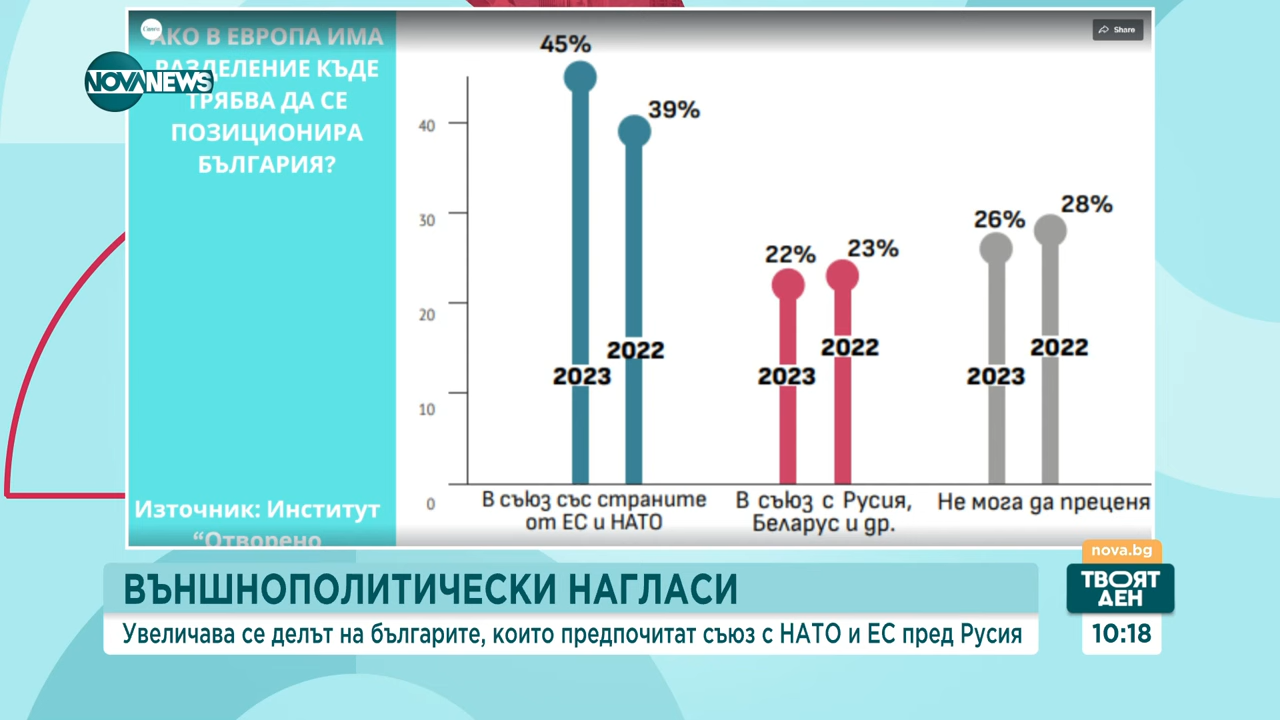 Share
NOVA NEWS
АКО В ЕВРОПА ИМА
РАЗДЕЛЕНИЕ КЪДЕ
ТРЯБВА ДА СЕ
ПОЗИЦИОНИРА
БЪЛГАРИЯ?
Източник: Институт
“Отворено
45%
39%
22%
23%
26%
28%
40
30
20
10
0
2023
2022
2023
2022
2023
2022
В съюз със страните
от ЕС и НАТО
В съюз с Русия,
Беларус и др.
Не мога да преценя
ВЪНШНОПОЛИТИЧЕСКИ НАГЛАСИ
Увеличава се делът на българите, които предпочитат съюз с НАТО и ЕС пред Русия
nova.bg
ТВОЯТ
ДЕН
10:18